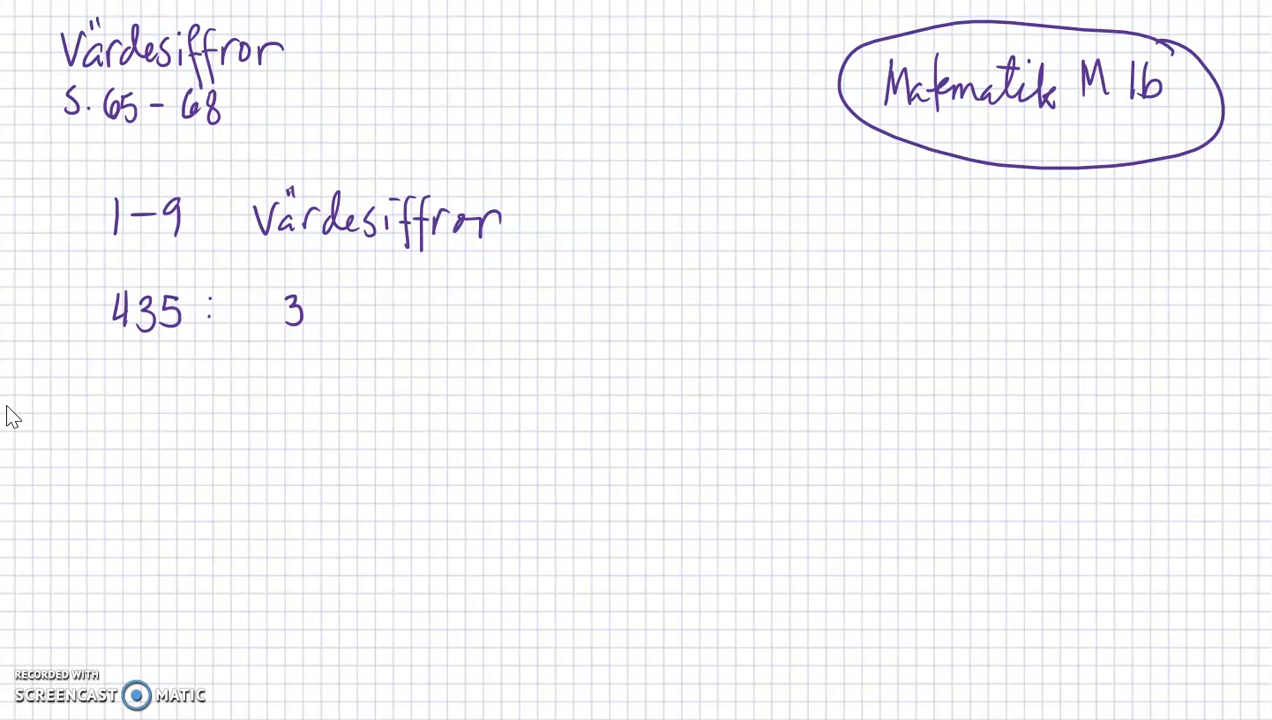 Värdesiffror
s. 65 - 68
Matematik M 1b
1-9 värdesiffror
435 : 3
RECORDED WITH
SCREENCAST MATIC